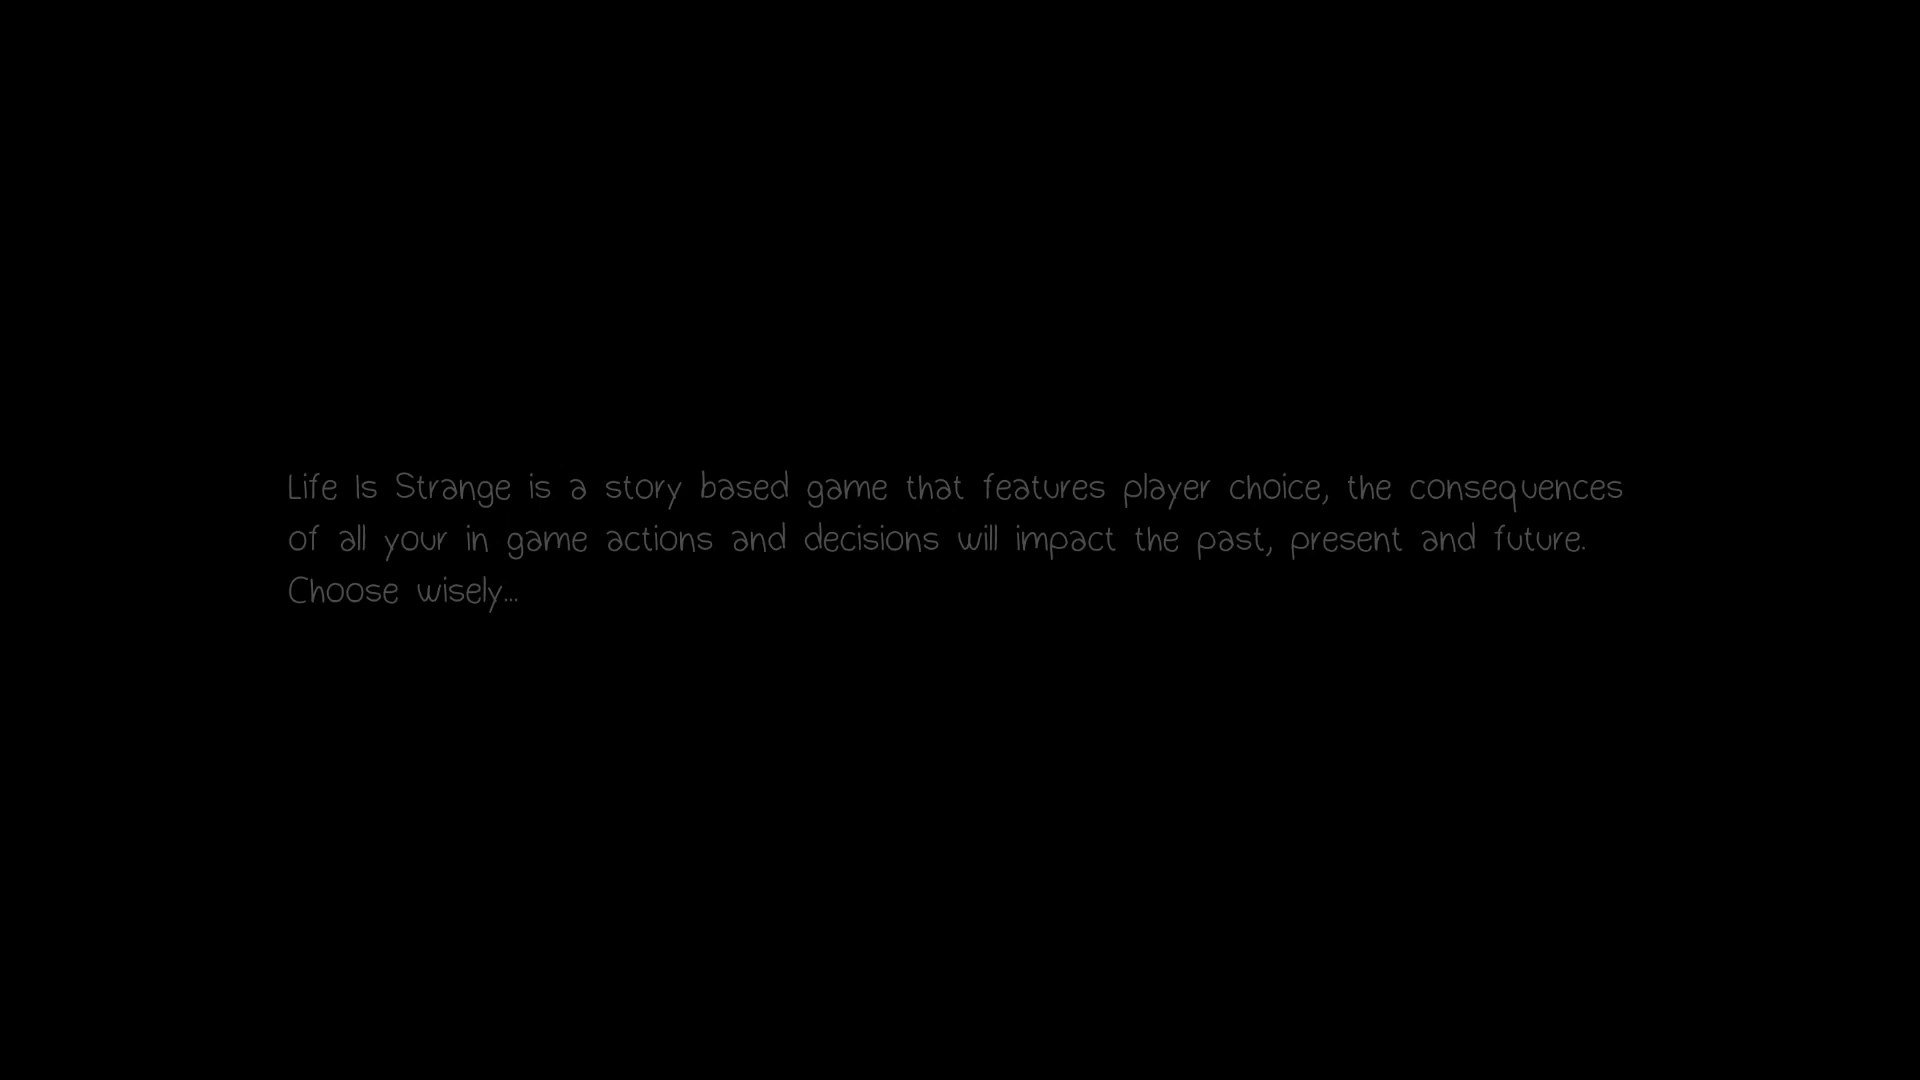 Life Is Strange is a story based game that features player choice, the consequences
of all your in game actions and decisions will impact the past, present and future.
Choose wisely...